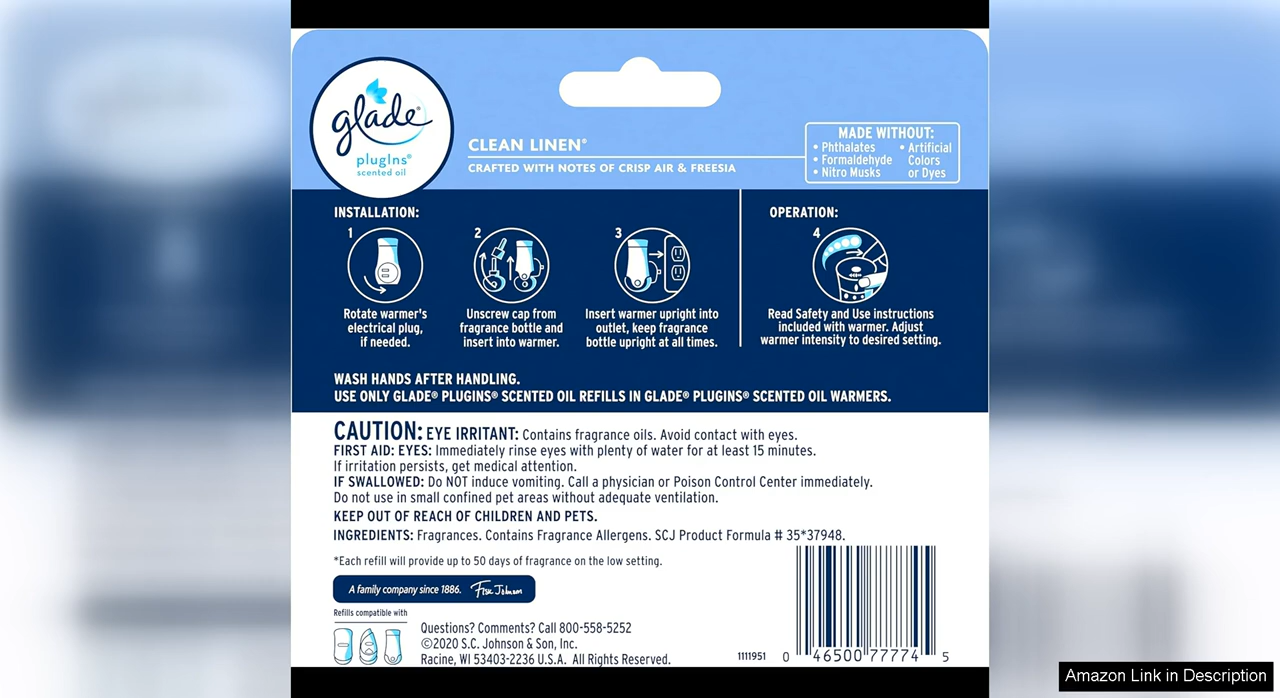 glade®
plugIns®
scented oil
CLEAN LINEN®
CRAFTED WITH NOTES OF CRISP AIR & FREESIA
MADE WITHOUT:
• Phthalates
• Formaldehyde
• Nitro Musks
• Artificial
Colors
or Dyes
INSTALLATION:
1
Rotate warmer's
electrical plug,
if needed.
2
Unscrew cap from
fragrance bottle and
insert into warmer.
3
Insert warmer upright into
outlet, keep fragrance
bottle upright at all times.
OPERATION:
4
Read Safety and Use instructions
included with warmer. Adjust
warmer intensity to desired setting.
WASH HANDS AFTER HANDLING.
USE ONLY GLADE® PLUGINS® SCENTED OIL REFILLS IN GLADE® PLUGINS® SCENTED OIL WARMERS.
CAUTION: EYE IRRITANT: Contains fragrance oils. Avoid contact with eyes.
FIRST AID: EYES: Immediately rinse eyes with plenty of water for at least 15 minutes.
If irritation persists, get medical attention.
IF SWALLOWED: Do NOT induce vomiting. Call a physician or Poison Control Center immediately.
Do not use in small confined pet areas without adequate ventilation.
KEEP OUT OF REACH OF CHILDREN AND PETS.
INGREDIENTS: Fragrances. Contains Fragrance Allergens. SCJ Product Formula # 35*37948.
*Each refill will provide up to 50 days of fragrance on the low setting.
A family company since 1886. Fisk Johnson
Refills compatible with
Questions? Comments? Call 800-558-5252
©2020 S.C. Johnson & Son, Inc.
Racine, WI 53403-2236 U.S.A. All Rights Reserved.
1111951
0 46500 77774 5
Amazon Link in Description